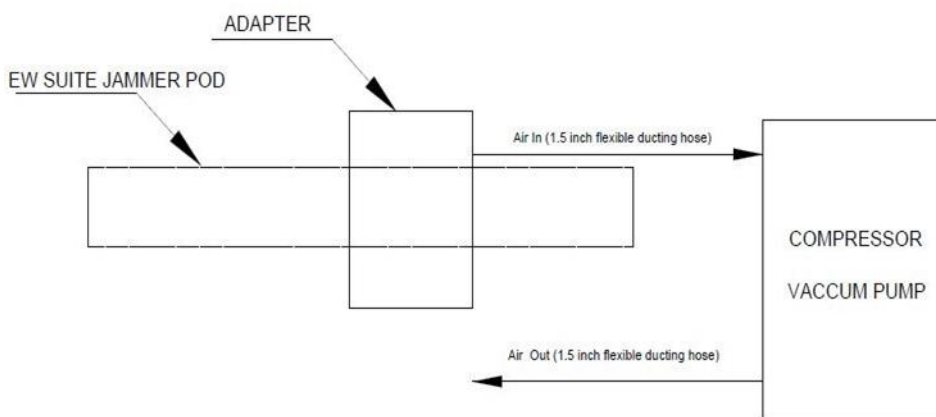 ADAPTER
EW SUITE JAMMER POD
Air In (1.5 inch flexible ducting hose)
COMPRESSOR
VACCUM PUMP
Air Out (1.5 inch flexible ducting hose)